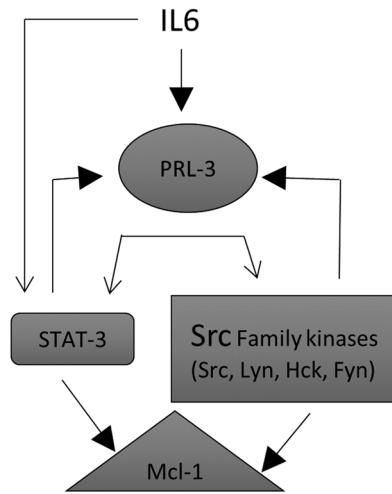 IL6
PRL-3
STAT-3
Src Family kinases
(Src, Lyn, Hck, Fyn)
Mcl-1